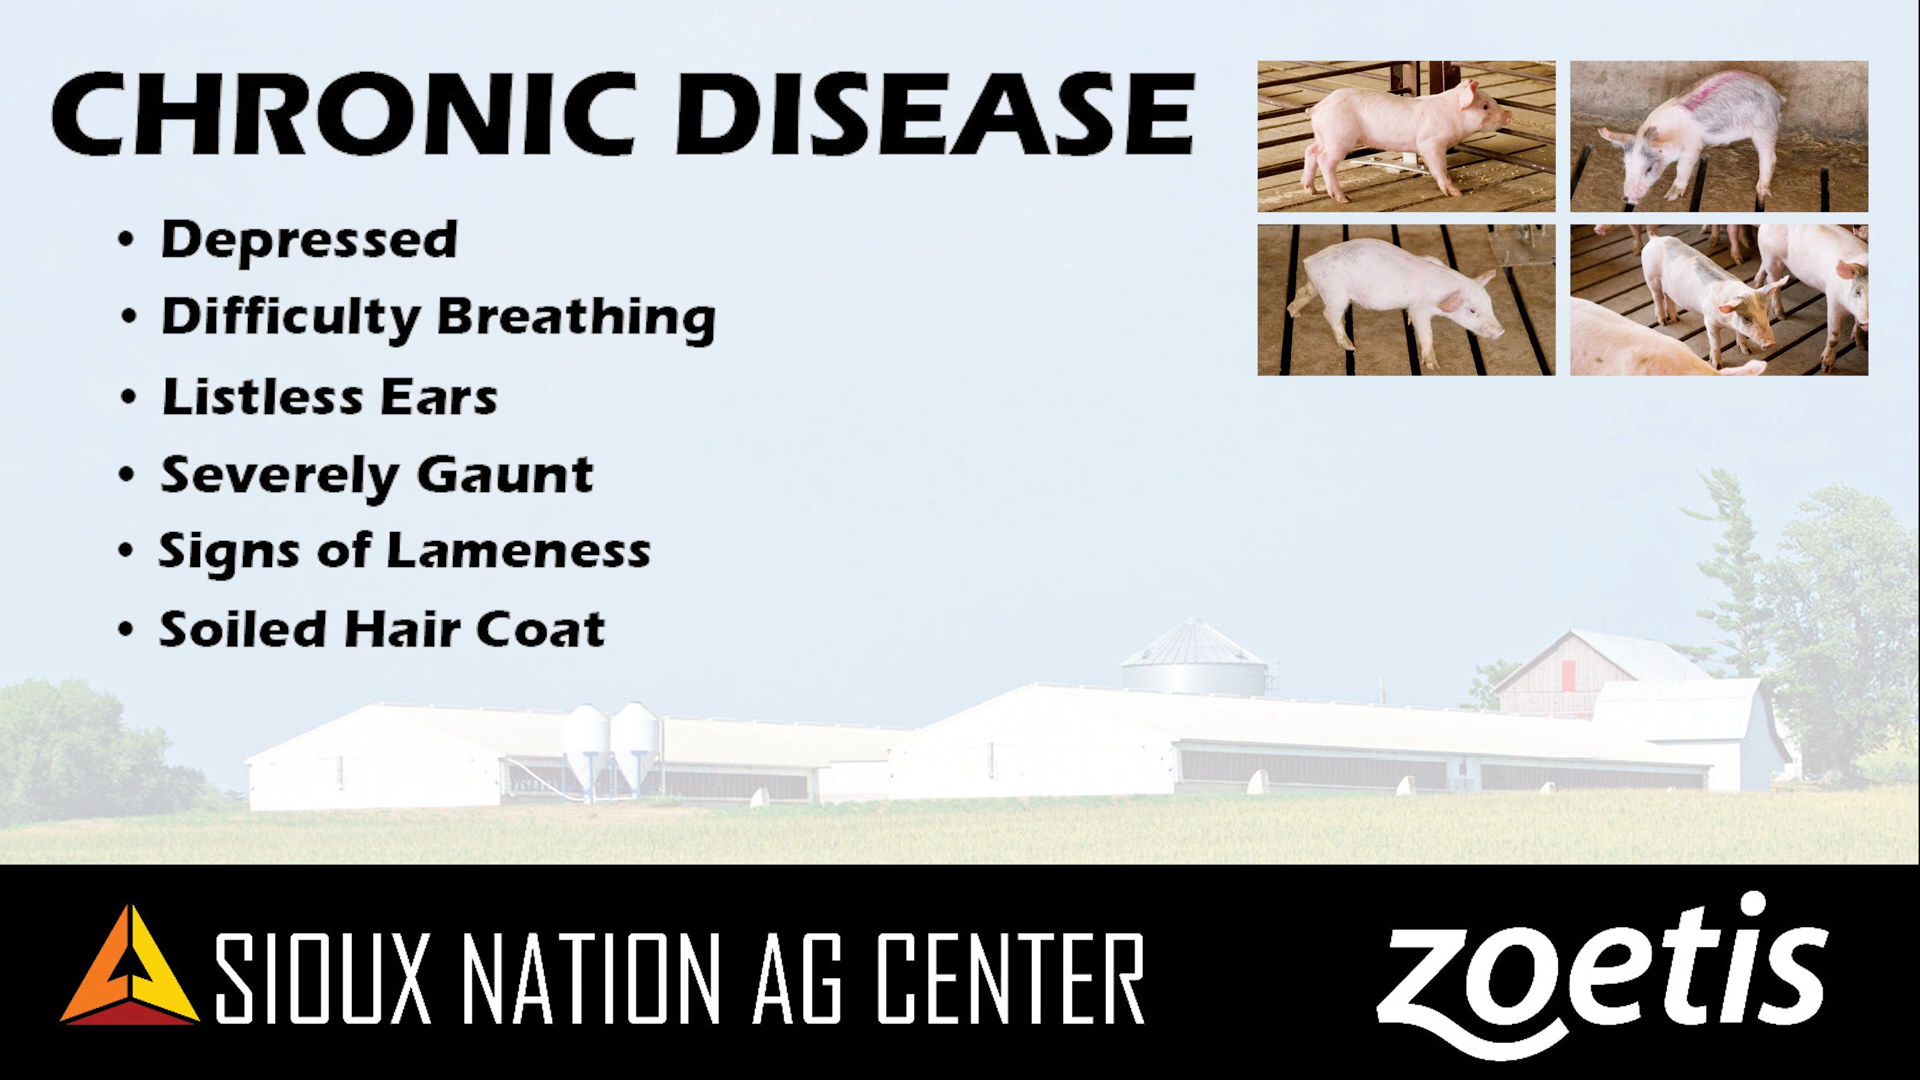 CHRONIC DISEASE
• Depressed
• Difficulty Breathing
• Listless Ears
• Severely Gaunt
• Signs of Lameness
• Soiled Hair Coat
SIOUX NATION AG CENTER
zoetis